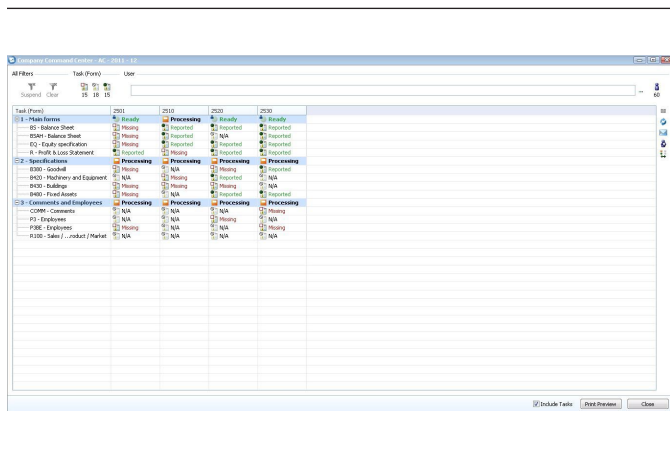 Company Command Center - AC - 2011 - 12
All Filters Task (Form) User
Suspend Clear 15 18 15 ... 60
Task (Form) 2501 2510 2520 2530
1 - Main forms Ready Processing Ready Ready
BS - Balance Sheet Missing Reported Reported Reported
BSAH - Balance Sheet Missing Reported N/A Reported
EQ - Equity specification Missing Reported Reported Reported
R - Profit & Loss Statement Reported Missing Reported Reported
2 - Specifications Processing Processing Processing Processing
B300 - Goodwill Missing N/A Missing Reported
B420 - Machinery and Equipment N/A Missing Reported N/A
B430 - Buildings Missing Missing Missing N/A
B480 - Fixed Assets Missing N/A Reported Reported
3 - Comments and Employees Processing Processing Processing Processing
COMM - Comments N/A N/A N/A Missing
P3 - Employees N/A N/A Missing N/A
P3BE - Employees Missing N/A N/A Missing
R100 - Sales / ...roduct / Market N/A N/A N/A N/A
Include Tasks Print Preview Close